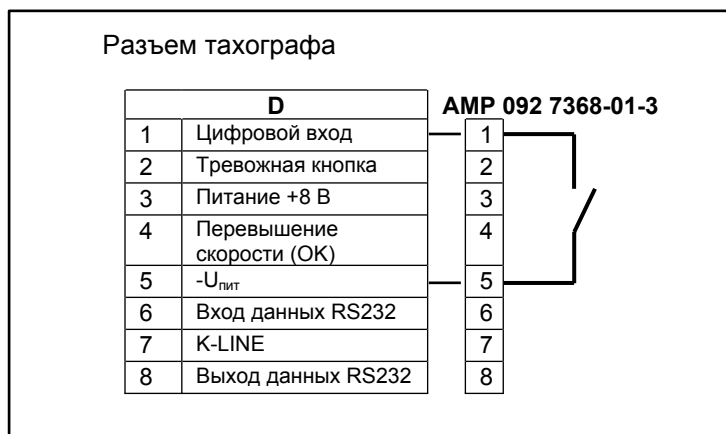 Разъем тахографа
D AMP 092 7368-01-3
1 Цифровой вход 1
2 Тревожная кнопка 2
3 Питание +8 В 3
4 Перевышение 4
скорости (ОК)
5 -Uпит 5
6 Вход данных RS232 6
7 K-LINE 7
8 Выход данных RS232 8